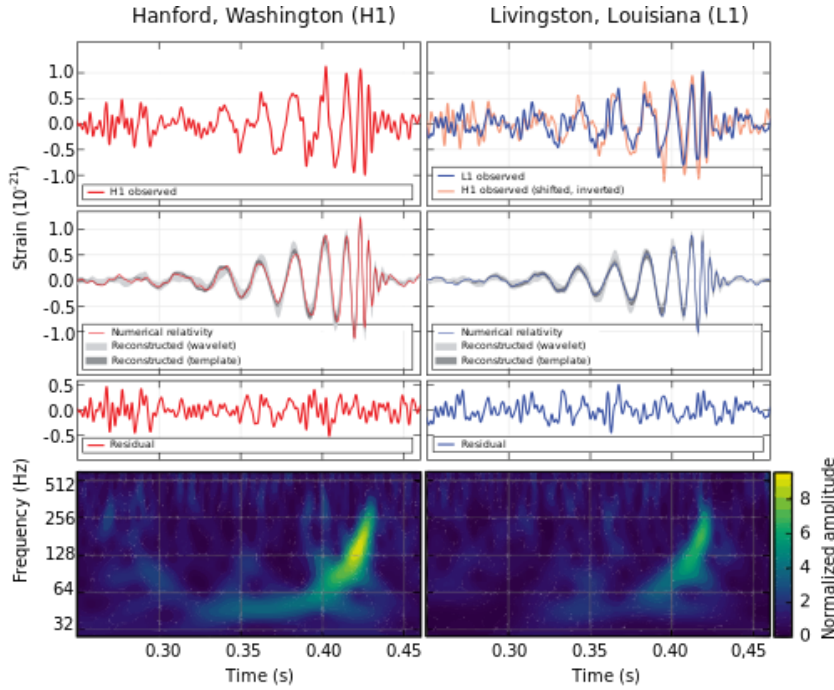 Hanford, Washington (H1)
Livingston, Louisiana (L1)
Strain (10⁻²¹)
1.0
0.5
0.0
-0.5
-1.0
H1 observed
L1 observed
H1 observed (shifted, inverted)
1.0
0.5
0.0
-0.5
-1.0
Numerical relativity
Reconstructed (wavelet)
Reconstructed (template)
Numerical relativity
Reconstructed (wavelet)
Reconstructed (template)
0.5
0.0
-0.5
Residual
Residual
Frequency (Hz)
512
256
128
64
32
0.30
0.35
0.40
0.45
Time (s)
0.30
0.35
0.40
0,45
Time (s)
8
6
4
2
0
Normalized amplitude